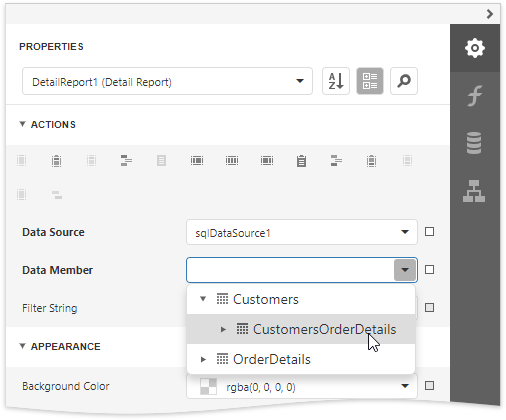 PROPERTIES
DetailReport1 (Detail Report)
A
Z
ACTIONS
Data Source
sqlDataSource1
Data Member
Customers
Filter String
CustomersOrderDetails
OrderDetails
APPEARANCE
Background Color
rgba(0, 0, 0, 0)